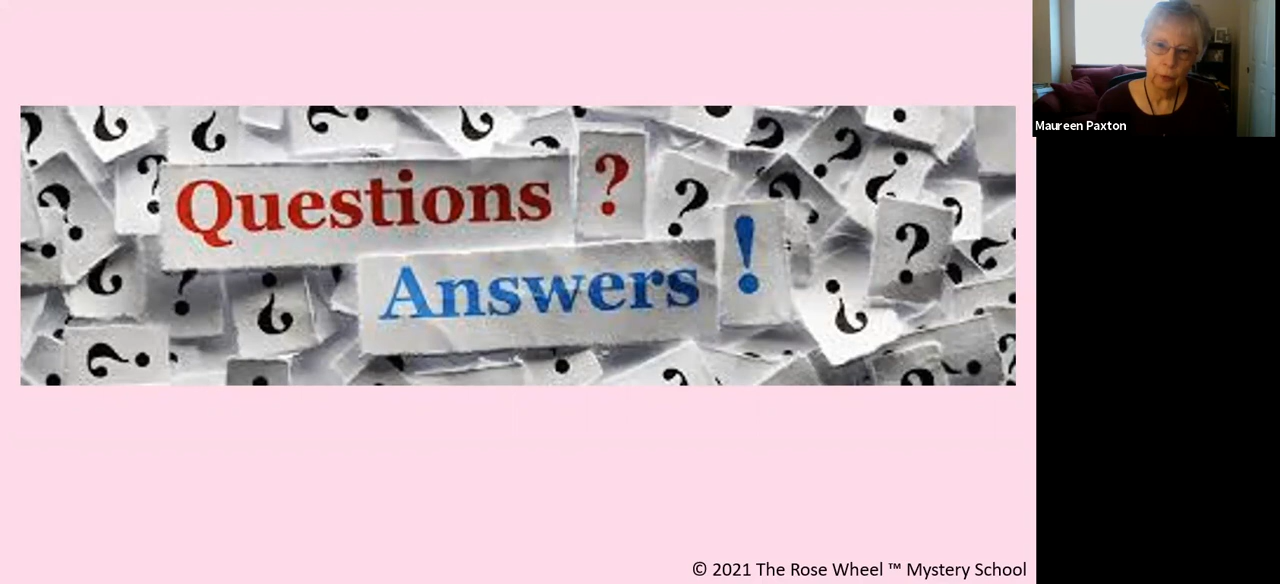 Questions ?
Answers !
Maureen Paxton
© 2021 The Rose Wheel ™ Mystery School